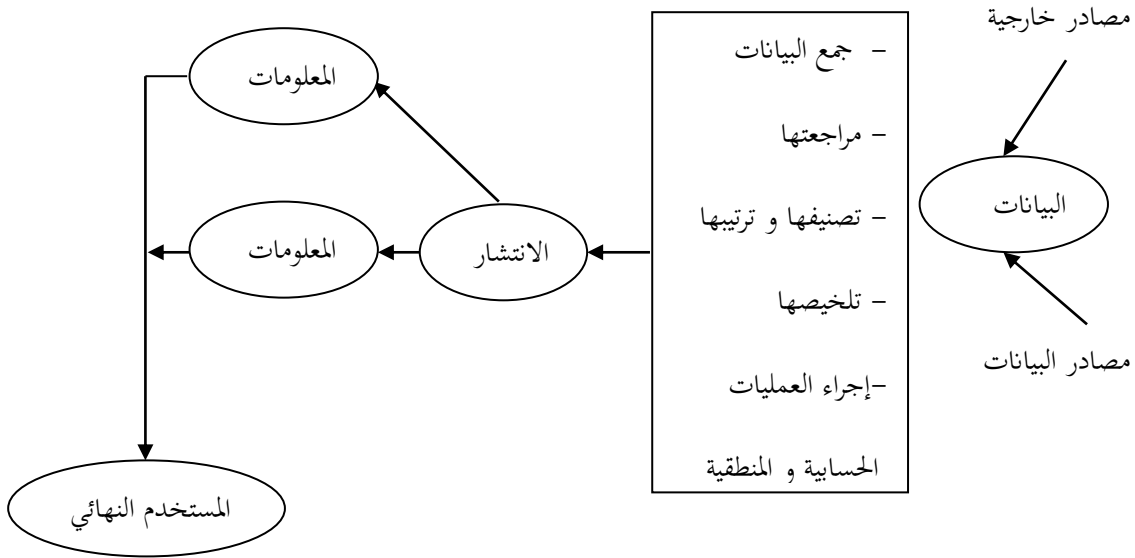 مصادر خارجية
البيانات
مصادر البيانات
– جمع البيانات
– مراجعتها
– تصنيفها و ترتيبها
– تلخيصها
–إجراء العمليات
الحسابية و المنطقية
الانتشار
المعلومات
المعلومات
المستخدم النهائي